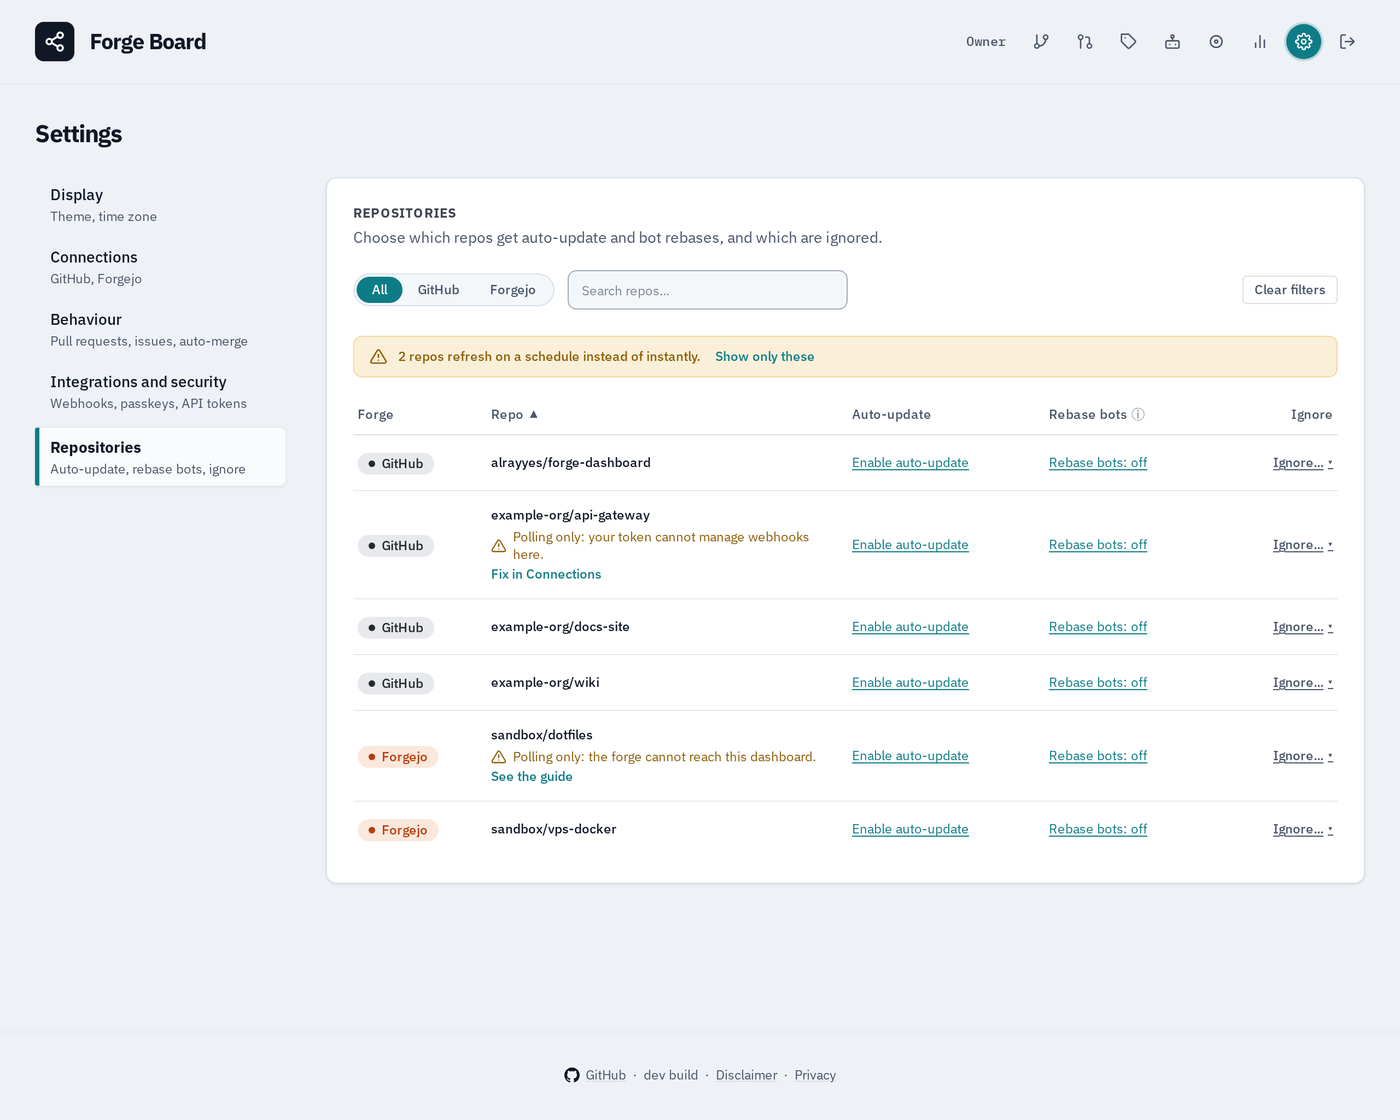 Forge Board
Owner
Settings
Display
Theme, time zone
Connections
GitHub, Forgejo
Behaviour
Pull requests, issues, auto-merge
Integrations and security
Webhooks, passkeys, API tokens
Repositories
Auto-update, rebase bots, ignore
REPOSITORIES
Choose which repos get auto-update and bot rebases, and which are ignored.
All GitHub Forgejo Search repos… Clear filters
2 repos refresh on a schedule instead of instantly. Show only these
Forge Repo ▲ Auto-update Rebase bots ⓘ Ignore
GitHub alrayyes/forge-dashboard Enable auto-update Rebase bots: off Ignore…
example-org/api-gateway
Polling only: your token cannot manage webhooks
GitHub Enable auto-update Rebase bots: off Ignore…
here.
Fix in Connections
GitHub example-org/docs-site Enable auto-update Rebase bots: off Ignore…
GitHub example-org/wiki Enable auto-update Rebase bots: off Ignore…
sandbox/dotfiles
Forgejo Polling only: the forge cannot reach this dashboard. Enable auto-update Rebase bots: off Ignore…
See the guide
Forgejo sandbox/vps-docker Enable auto-update Rebase bots: off Ignore…
GitHub · dev build · Disclaimer · Privacy